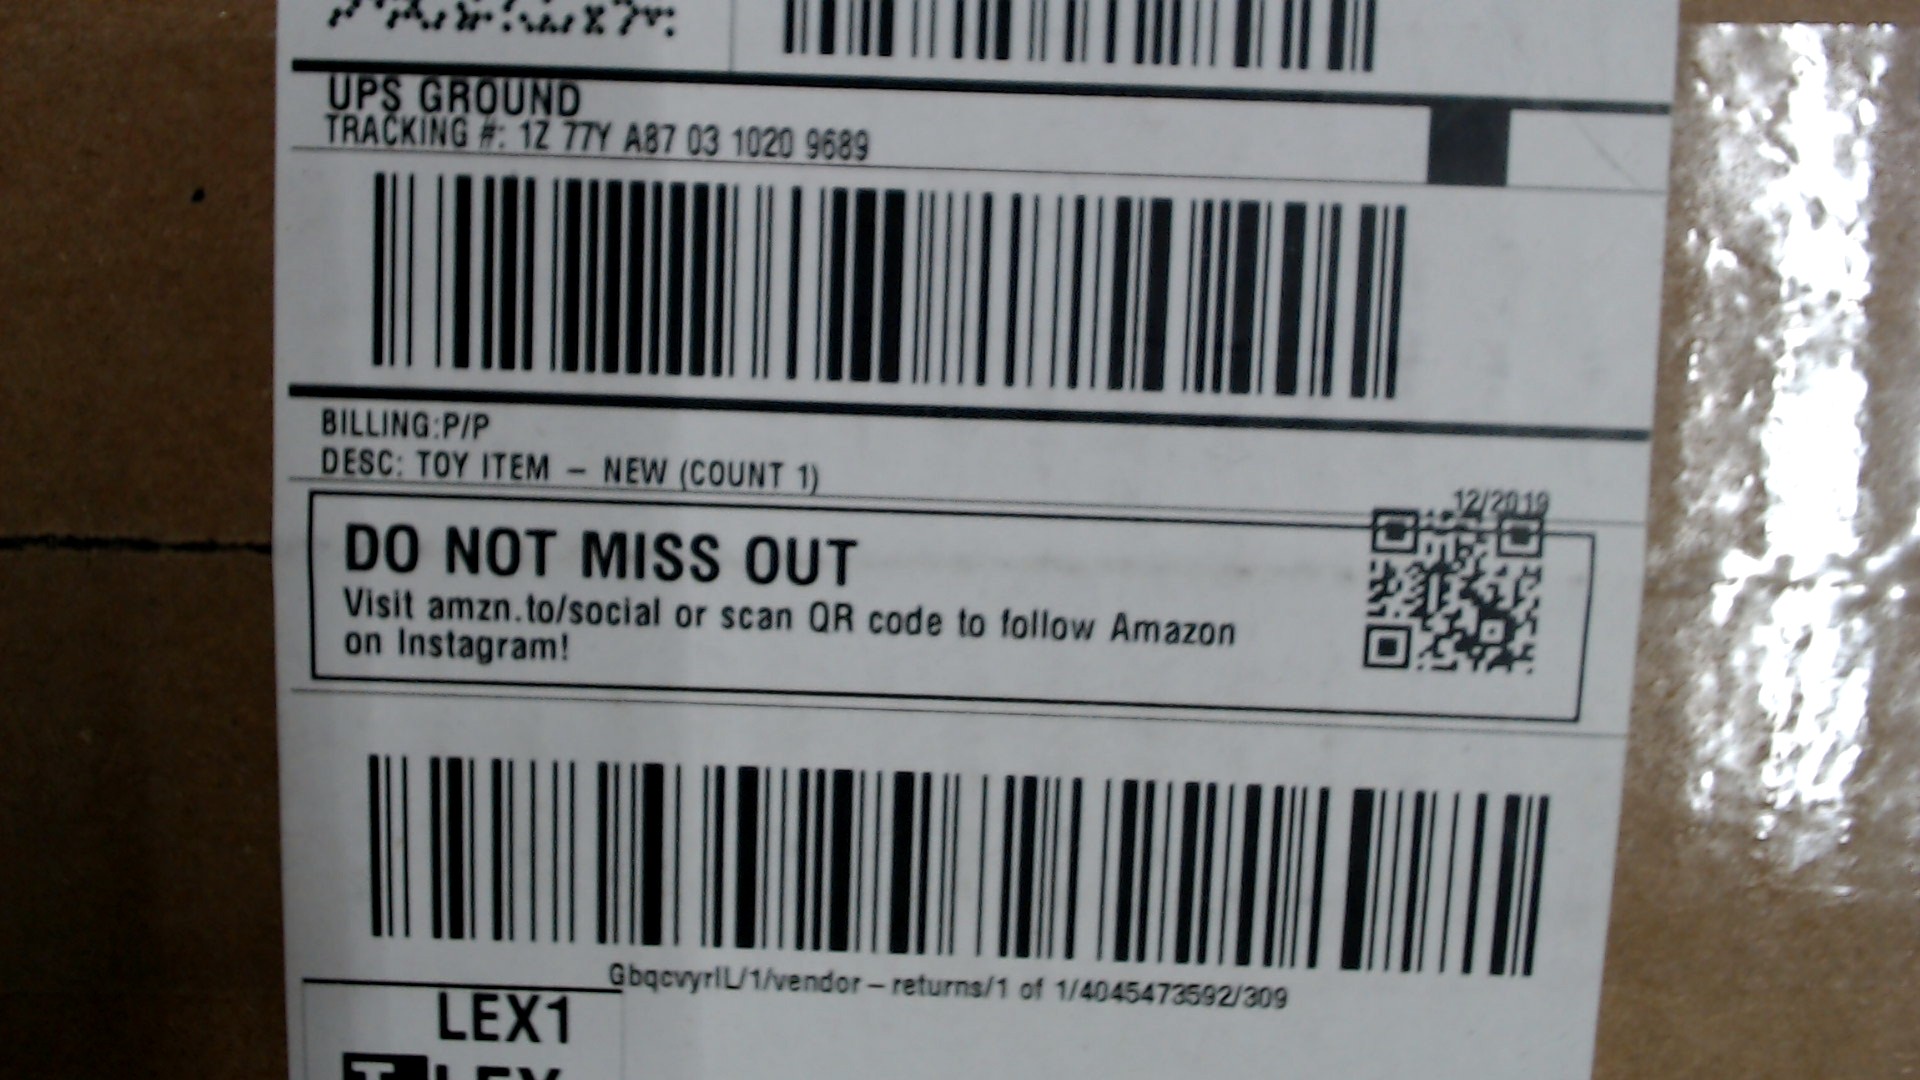 UPS GROUND
TRACKING #: 1Z 77Y A87 03 1020 9689
BILLING:P/P
DESC: TOY ITEM - NEW (COUNT 1)
12/2019
DO NOT MISS OUT
Visit amzn.to/social or scan QR code to follow Amazon
on Instagram!
GbqcvyrlL/1/vendor-returns/1 of 1/4045473592/309
LEX1